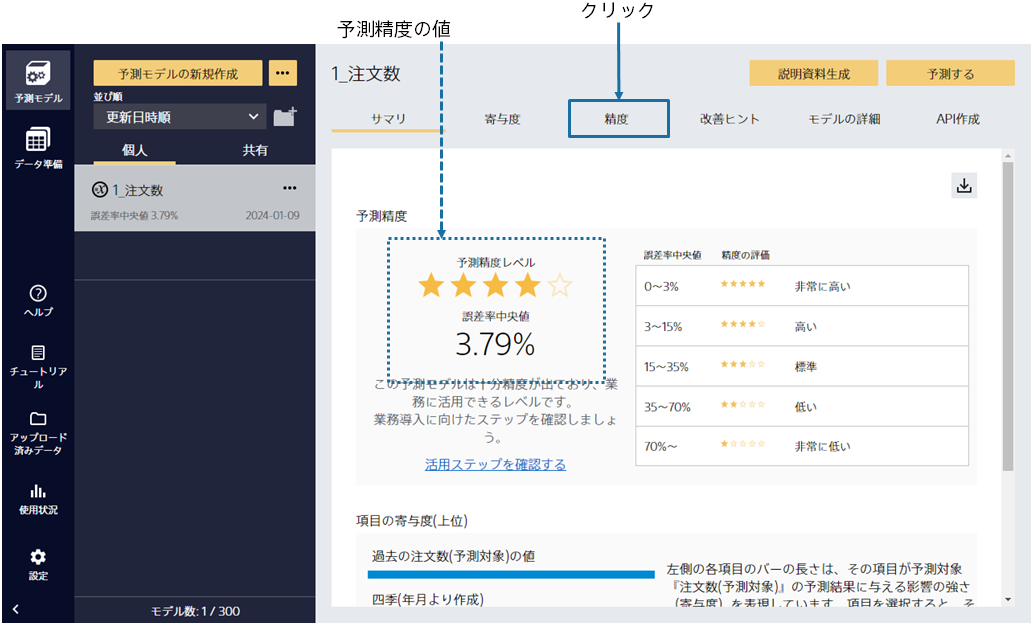 クリック
予測精度の値
予測モデル
データ準備
ヘルプ
チュートリア
ル
アップロード
済みデータ
使用状況
設定
予測モデルの新規作成
並び順
更新日時順
個人
共有
1_注文数
誤差率中央値 3.79%
2024-01-09
モデル数: 1 / 300
1_注文数
説明資料生成
予測する
サマリ
寄与度
精度
改善ヒント
モデルの詳細
API作成
予測精度
予測精度レベル
誤差率中央値
3.79%
この予測モデルは十分精度が出ており、業
務に活用できるレベルです。
業務導入に向けたステップを確認しましょ
う。
活用ステップを確認する
誤差率中央値 精度の評価
0～3% ★★★★★ 非常に高い
3～15% ★★★★☆ 高い
15～35% ★★★☆☆ 標準
35～70% ★★☆☆☆ 低い
70%～ ★☆☆☆☆ 非常に低い
項目の寄与度(上位)
過去の注文数(予測対象)の値
四季(年月より作成)
左側の各項目のバーの長さは、その項目が予測対象
『注文数(予測対象)』の予測結果に与える影響の強さ
(寄与度)を表現しています。項目を選択すると、そ